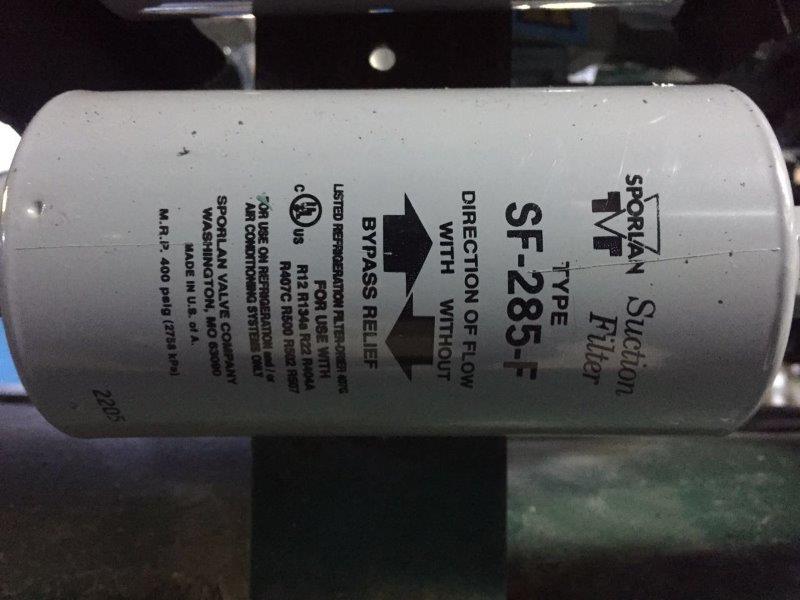 SPORLAN
Suction
Filter
TYPE
SF-285-F
DIRECTION OF FLOW
WITH WITHOUT
BYPASS RELIEF
LISTED REFRIGERATION FILTER-DRIER
C UL US
FOR USE WITH
R12 R134a R22 R404A
R407C R500 R502 R507
FOR USE ON REFRIGERATION and / or
AIR CONDITIONING SYSTEMS ONLY
SPORLAN VALVE COMPANY
WASHINGTON, MO 63090
MADE IN U.S. of A.
M.R.P. 400 psig (2758 kPa)
2205